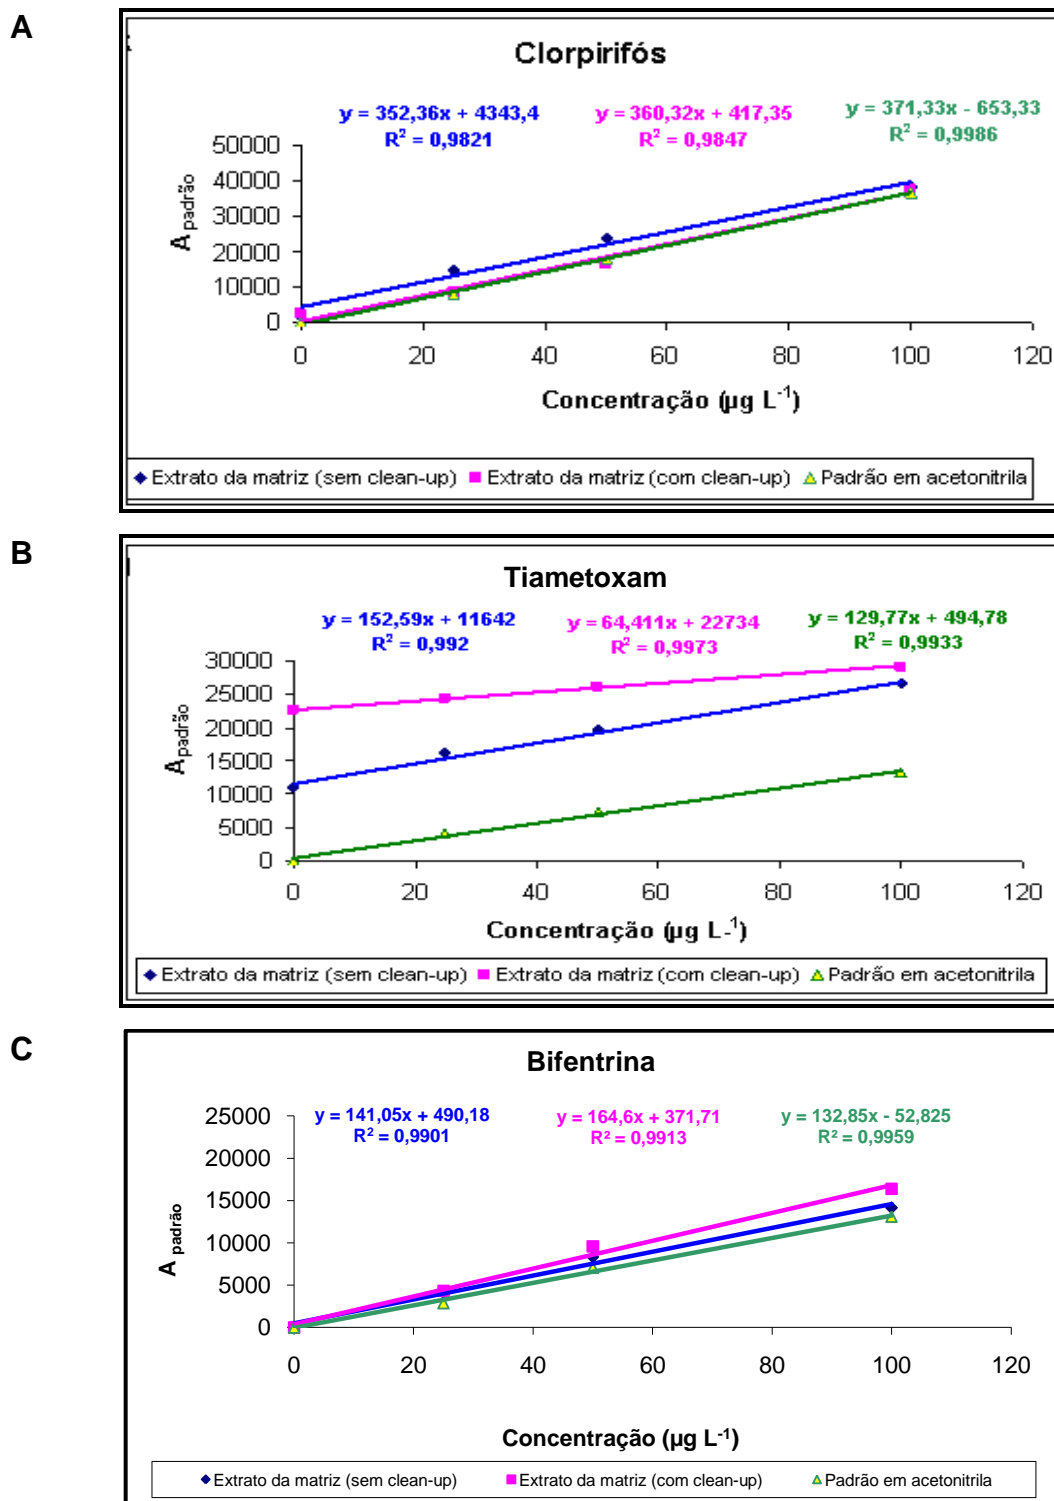 A
Clorpirifós
y = 352,36x + 4343,4
R² = 0,9821
y = 360,32x + 417,35
R² = 0,9847
y = 371,33x - 653,33
R² = 0,9986
50000
40000
30000
20000
10000
0
A padrão
0 20 40 60 80 100 120
Concentração (µg L⁻¹)
Extrato da matriz (sem clean-up) Extrato da matriz (com clean-up) Padrão em acetonitrila
B
Tiametoxam
y = 152,59x + 11642
R² = 0,992
y = 64,411x + 22734
R² = 0,9973
y = 129,77x + 494,78
R² = 0,9933
30000
25000
20000
15000
10000
5000
0
A padrão
0 20 40 60 80 100 120
Concentração (µg L-¹)
Extrato da matriz (sem clean-up) Extrato da matriz (com clean-up) Padrão em acetonitrila
C
Bifentrina
y = 141,05x + 490,18
R² = 0,9901
y = 164,6x + 371,71
R² = 0,9913
y = 132,85x - 52,825
R² = 0,9959
25000
20000
15000
10000
5000
0
A padrão
0 20 40 60 80 100 120
Concentração (µg L⁻¹)
Extrato da matriz (sem clean-up) Extrato da matriz (com clean-up) Padrão em acetonitrila